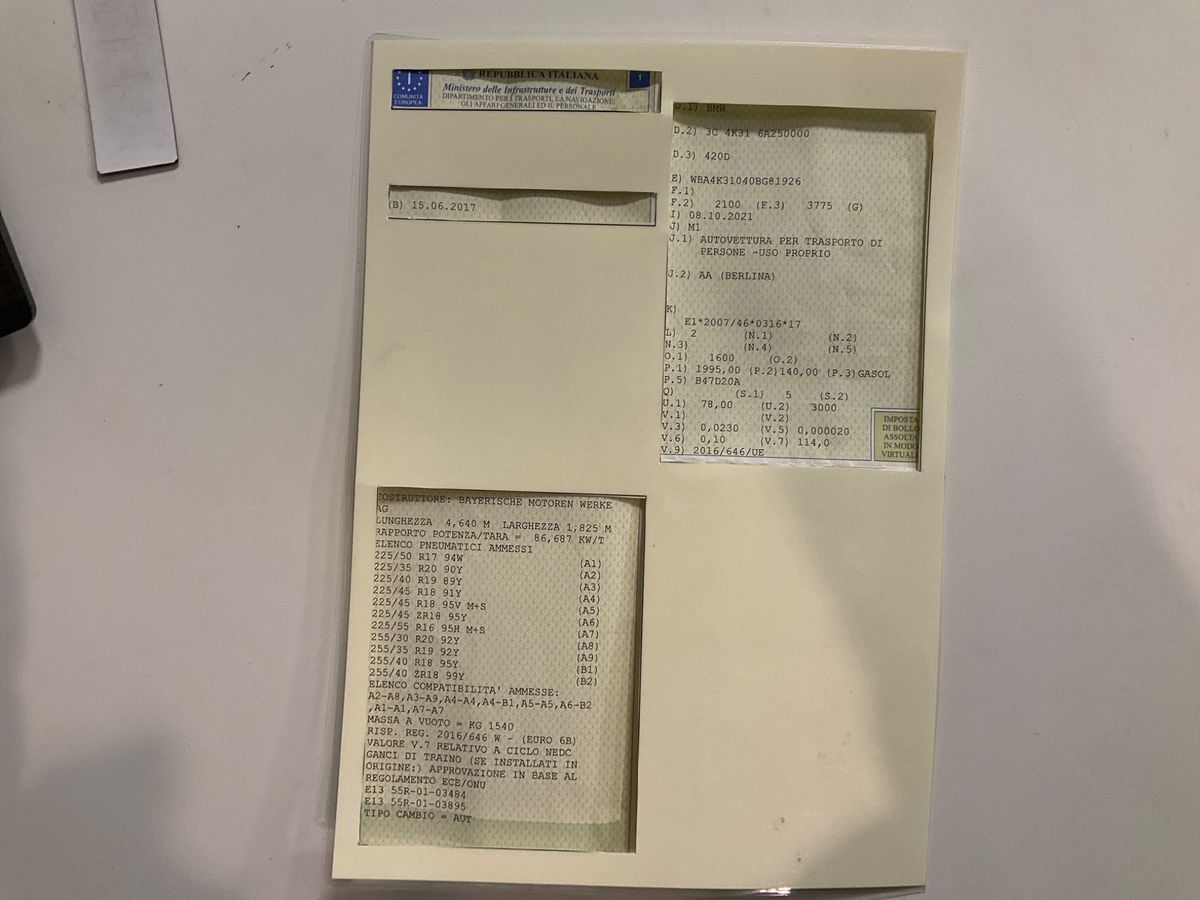 REPUBBLICA ITALIANA
1
COMUNITÀ
EUROPEA
Ministero delle Infrastrutture e dei Trasporti
DIPARTIMENTO PER I TRASPORTI, LA NAVIGAZIONE,
GLI AFFARI GENERALI ED IL PERSONALE
(B) 15.06.2017
D.1) BMW
D.2) 3C 4K31 6A250000
D.3) 420D
E) WBA4K31040BG81926
F.1)
F.2) 2100 (F.3) 3775 (G)
I) 08.10.2021
J) M1
J.1) AUTOVETTURA PER TRASPORTO DI
PERSONE -USO PROPRIO
J.2) AA (BERLINA)
K)
E1*2007/46*0316*17
L) 2 (N.1) (N.2)
N.3) (N.4) (N.5)
O.1) 1600 (O.2)
P.1) 1995,00 (P.2)140,00 (P.3)GASOL
P.5) B47D20A
Q) (S.1) 5 (S.2)
U.1) 78,00 (U.2) 3000
V.1) (V.2)
V.3) 0,0230 (V.5) 0,000020
V.6) 0,10 (V.7) 114,0
V.9) 2016/646/UE
IMPOSTA
DI BOLLO
ASSOLTA
IN MODO
VIRTUALE
COSTRUTTORE: BAYERISCHE MOTOREN WERKE
AG
LUNGHEZZA 4,640 M LARGHEZZA 1,825 M
RAPPORTO POTENZA/TARA = 86,687 KW/T
ELENCO PNEUMATICI AMMESSI
225/50 R17 94W (A1)
225/35 R20 90Y (A2)
225/40 R19 89Y (A3)
225/45 R18 91Y (A4)
225/45 R18 95V M+S (A5)
225/45 ZR18 95Y (A6)
225/55 R16 95H M+S (A7)
255/30 R20 92Y (A8)
255/35 R19 92Y (A9)
255/40 R18 95Y (B1)
255/40 ZR18 99Y (B2)
ELENCO COMPATIBILITA' AMMESSE:
A2-A8,A3-A9,A4-A4,A4-B1,A5-A5,A6-B2
,A1-A1,A7-A7
MASSA A VUOTO = KG 1540
RISP. REG. 2016/646 W - (EURO 6B)
VALORE V.7 RELATIVO A CICLO NEDC
GANCI DI TRAINO (SE INSTALLATI IN
ORIGINE:) APPROVAZIONE IN BASE AL
REGOLAMENTO ECE/ONU
E13 55R-01-03484
E13 55R-01-03895
TIPO CAMBIO = AUT